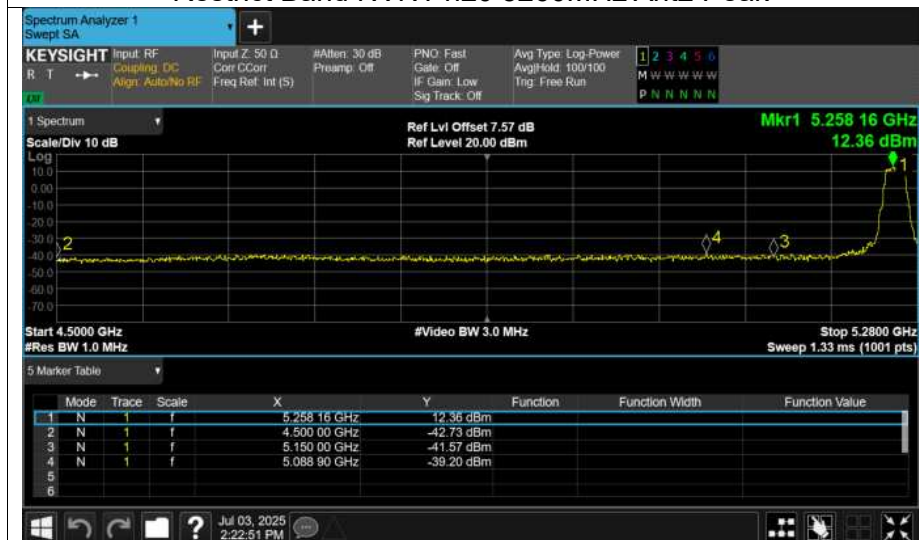 Spectrum Analyzer 1
Swept SA
+
KEYSIGHT
R T
Input: RF
Coupling: DC
Align: Auto/No RF
Input Z: 50 Ω
Corr CCorr
Freq Ref: Int (S)
#Atten: 30 dB
Preamp: Off
PNO: Fast
Gate: Off
IF Gain: Low
Sig Track: Off
Avg Type: Log-Power
Avg|Hold: 100/100
Trig: Free Run
1 2 3 4 5 6
M W W W W W
P N N N N N
1 Spectrum
Scale/Div 10 dB
Ref Lvl Offset 7.57 dB
Ref Level 20.00 dBm
Mkr1 5.258 16 GHz
12.36 dBm
Log
10.0
0.00
-10.0
-20.0
-30.0
-40.0
-50.0
-60.0
-70.0
1
2
4
3
Start 4.5000 GHz
#Res BW 1.0 MHz
#Video BW 3.0 MHz
Stop 5.2800 GHz
Sweep 1.33 ms (1001 pts)
5 Marker Table
Mode Trace Scale X Y Function Function Width Function Value
1 N 1 f 5.258 16 GHz 12.36 dBm
2 N 1 f 4.500 00 GHz -42.73 dBm
3 N 1 f 5.150 00 GHz -41.57 dBm
4 N 1 f 5.088 90 GHz -39.20 dBm
5
6
?
Jul 03, 2025
2:22:51 PM